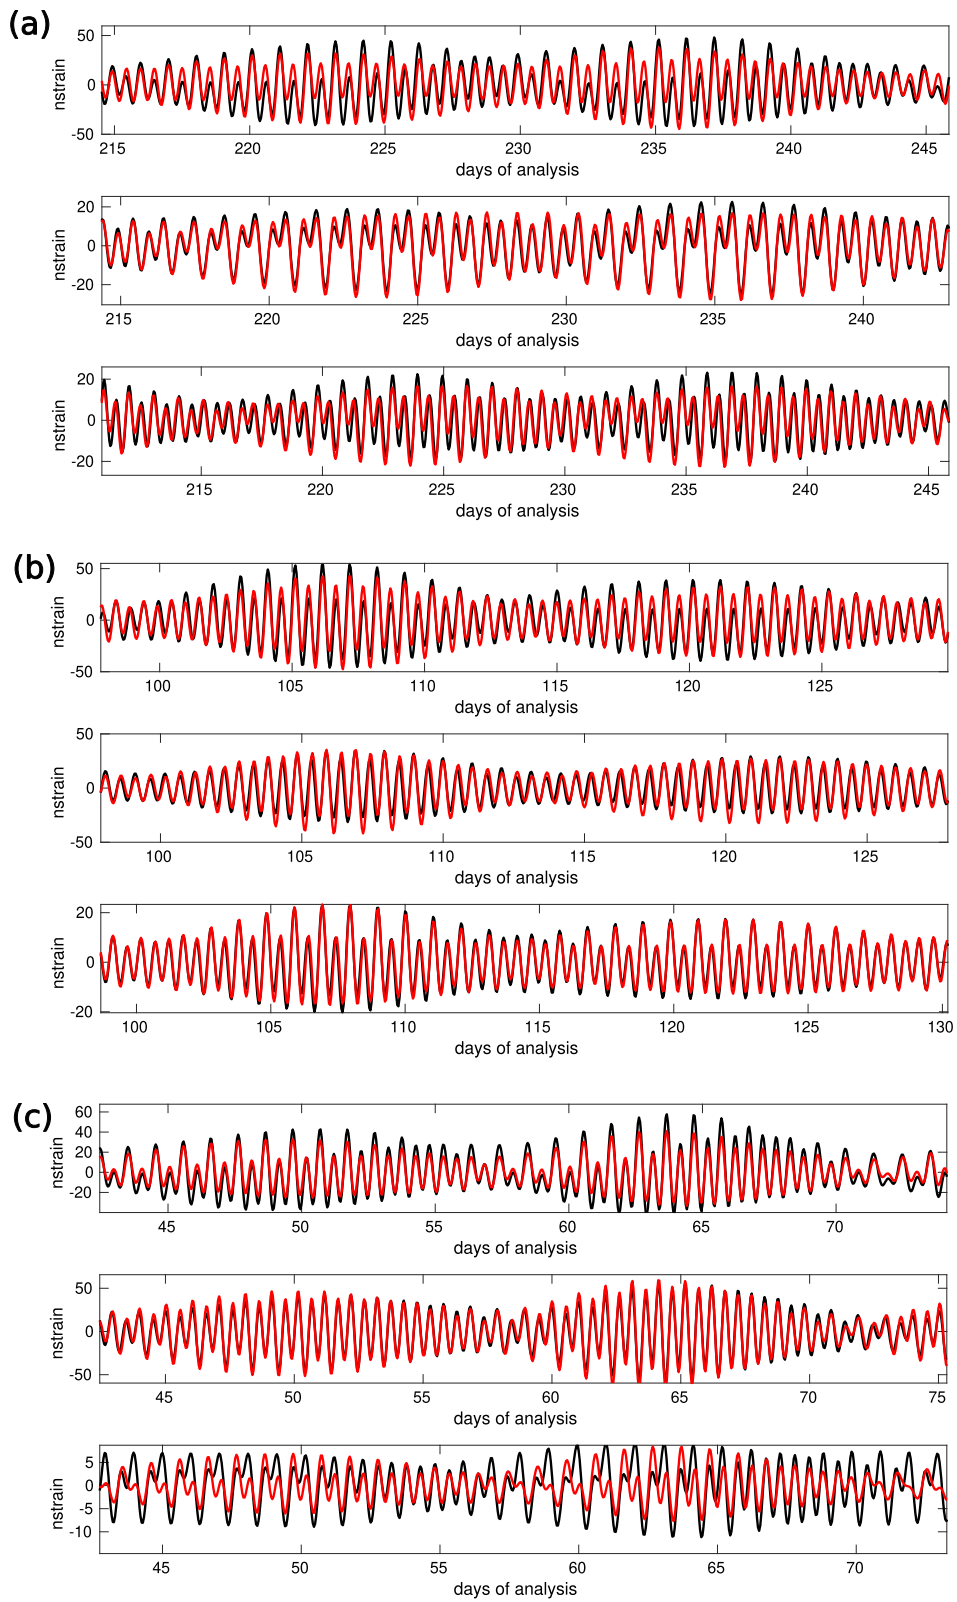 (a)
50
0
-50
nstrain
215 220 225 230 235 240 245
days of analysis
20
0
-20
nstrain
215 220 225 230 235 240
days of analysis
20
0
-20
nstrain
215 220 225 230 235 240 245
days of analysis
(b)
50
0
-50
nstrain
100 105 110 115 120 125
days of analysis
50
0
-50
nstrain
100 105 110 115 120 125
days of analysis
20
0
-20
nstrain
100 105 110 115 120 125 130
days of analysis
(c)
60
40
20
0
-20
nstrain
45 50 55 60 65 70
days of analysis
50
0
-50
nstrain
45 50 55 60 65 70 75
days of analysis
5
0
-5
-10
nstrain
45 50 55 60 65 70
days of analysis